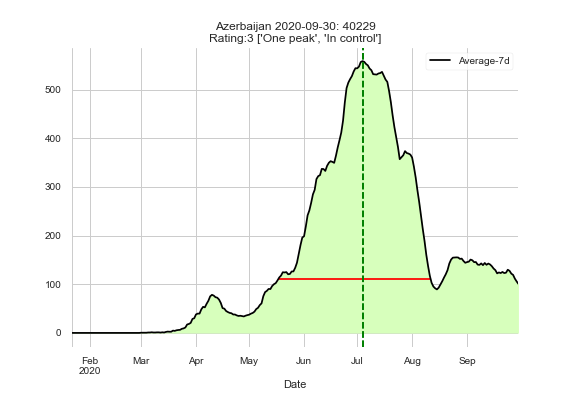 Azerbaijan 2020-09-30: 40229
Rating:3 ['One peak', 'In control']
Average-7d
500
400
300
200
100
0
Feb Mar Apr May Jun Jul Aug Sep
2020
Date